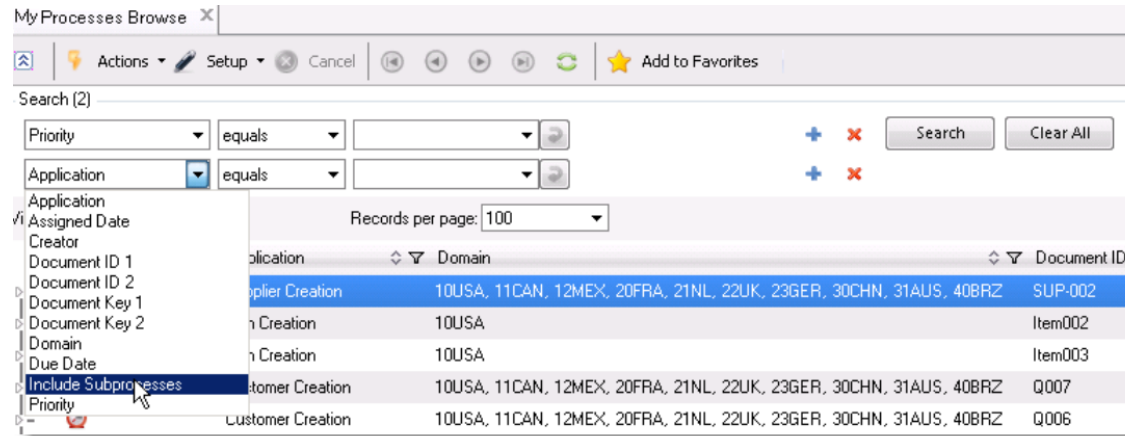 My Processes Browse
Actions Setup Cancel Add to Favorites
Search (2)
Priority equals Search Clear All
Application equals
Application
Assigned Date
Creator
Document ID 1
Document ID 2
Document Key 1
Document Key 2
Domain
Due Date
Include Subprocesses
Priority
Records per page: 100
Domain Document ID
Creation 10USA, 11CAN, 12MEX, 20FRA, 21NL, 22UK, 23GER, 30CHN, 31AUS, 40BRZ SUP-002
Creation 10USA Item002
Creation 10USA Item003
Creation 10USA, 11CAN, 12MEX, 20FRA, 21NL, 22UK, 23GER, 30CHN, 31AUS, 40BRZ Q007
Customer Creation 10USA, 11CAN, 12MEX, 20FRA, 21NL, 22UK, 23GER, 30CHN, 31AUS, 40BRZ Q006